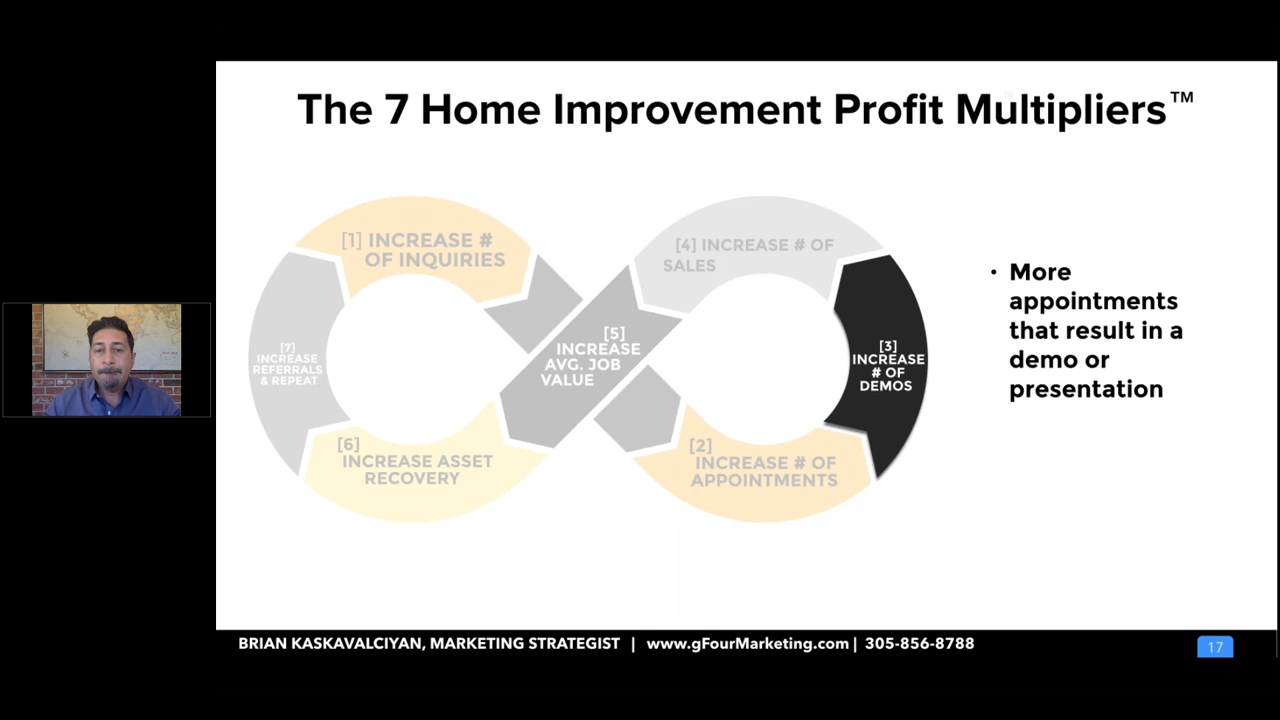 The 7 Home Improvement Profit Multipliers™
[1] INCREASE #
OF INQUIRIES
[4] INCREASE # OF
SALES
[7]
INCREASE
REFERRALS
& REPEAT
[5]
INCREASE
AVG. JOB
VALUE
[3]
INCREASE
# OF
DEMOS
[6]
INCREASE ASSET
RECOVERY
[2]
INCREASE # OF
APPOINTMENTS
• More
appointments
that result in a
demo or
presentation
BRIAN KASKAVALCIYAN, MARKETING STRATEGIST | www.gFourMarketing.com | 305-856-8788
17